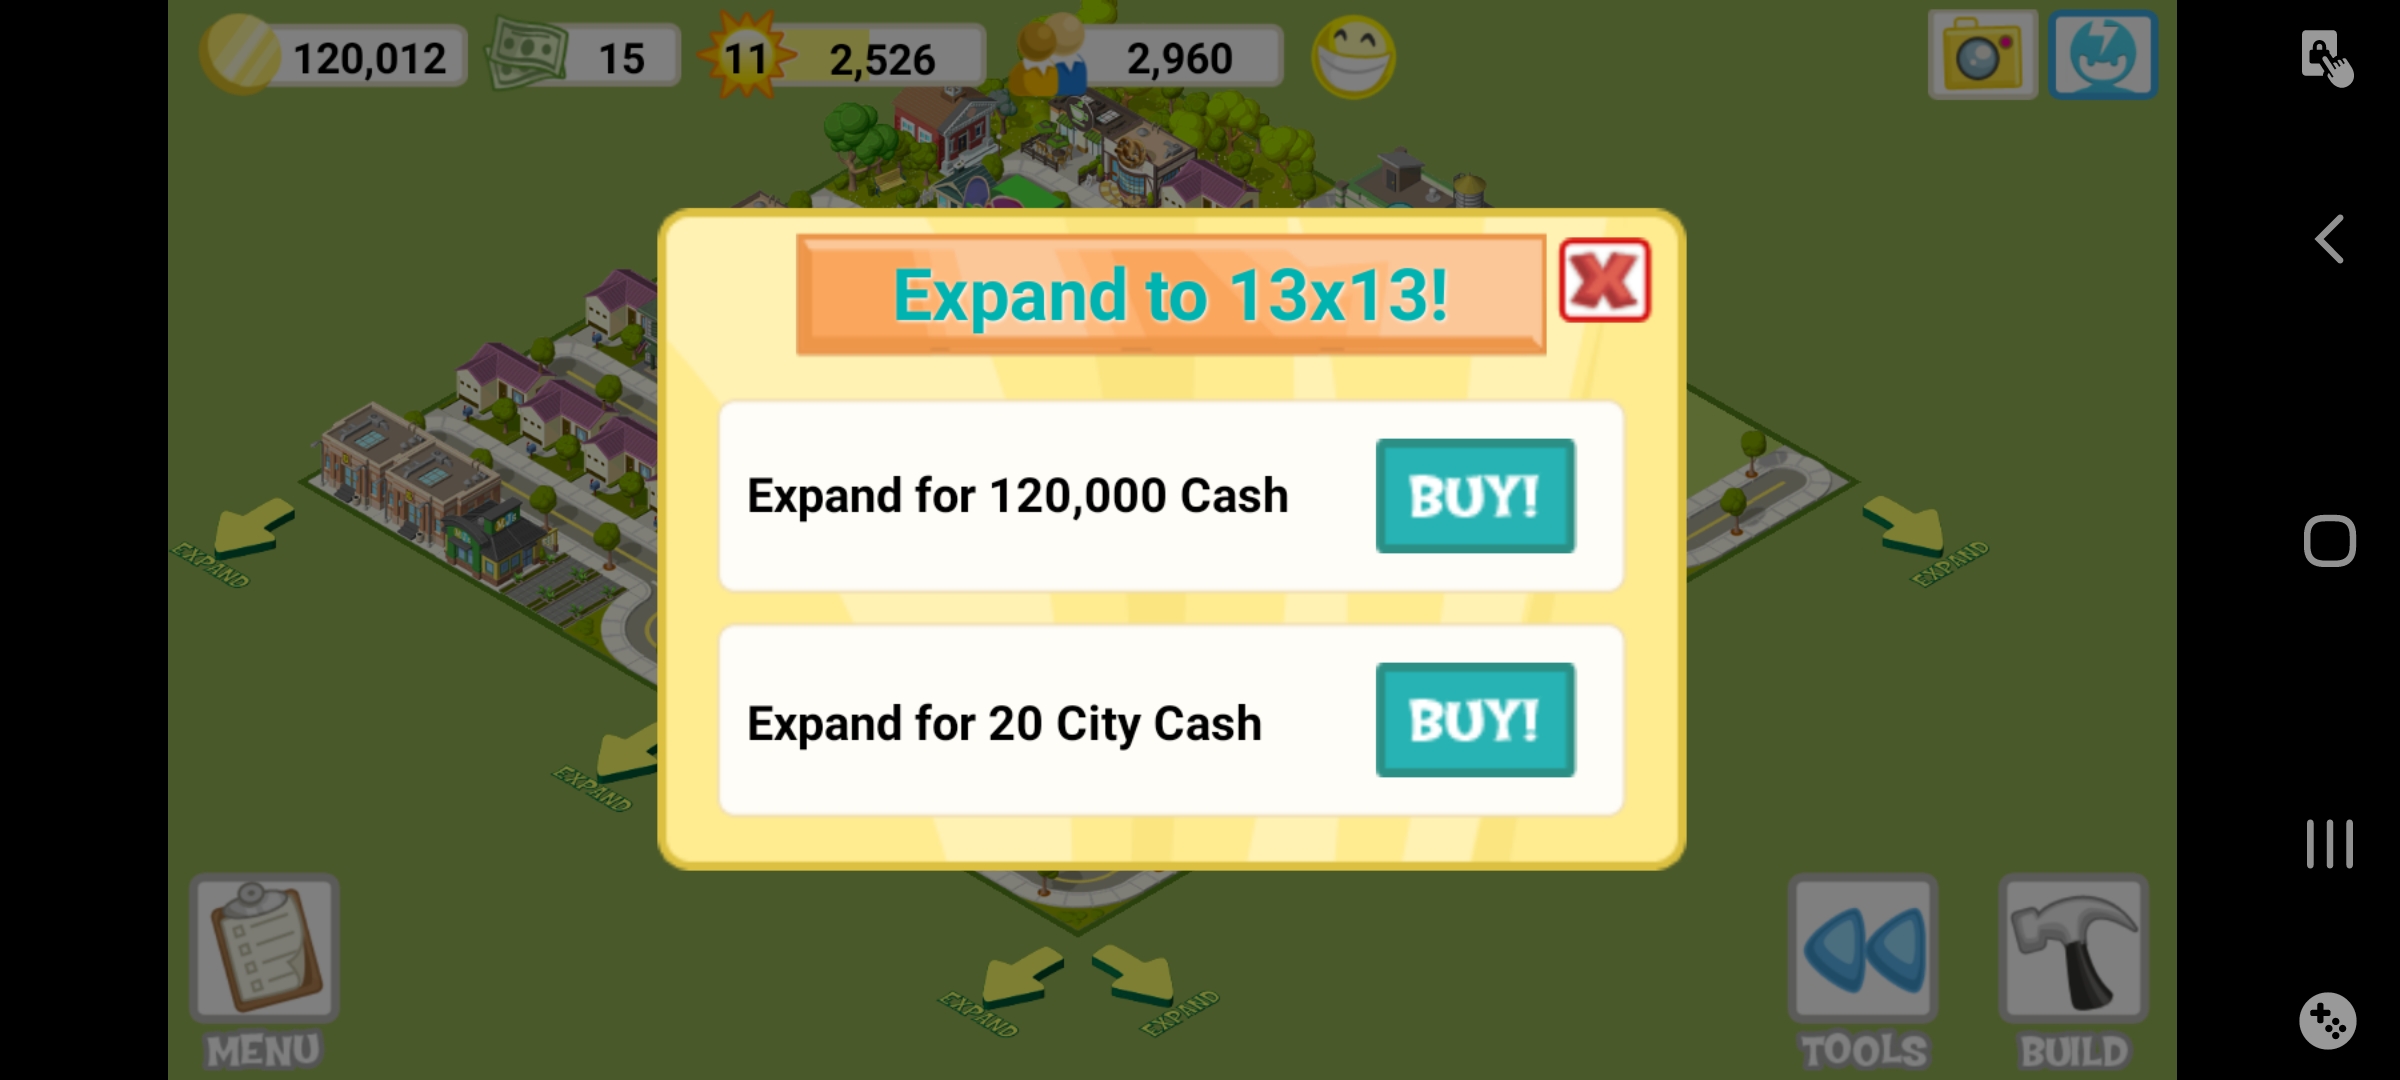 120,012
15
11
2,526
2,960
Expand to 13x13!
Expand for 120,000 Cash
BUY!
Expand for 20 City Cash
BUY!
EXPAND
EXPAND
EXPAND
EXPAND
EXPAND
MENU
TOOLS
BUILD